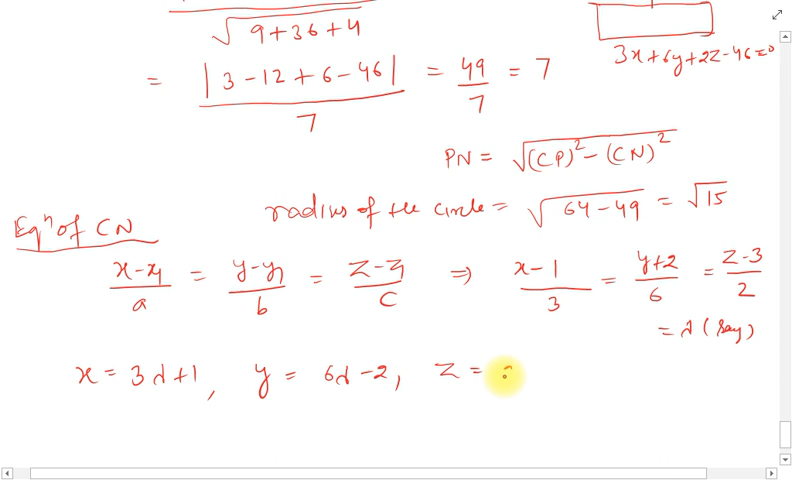 √9+36+4
3x+6y+2z-46=0
= |3-12+6-46| / 7 = 49/7 = 7
PN = √(CP)² - (CN)²
radius of the circle = √64-49 = √15
Eqⁿ of CN
x-x₁/a = y-y₁/b = z-z₁/c ⇒ x-1/3 = y+2/6 = z-3/2
= λ (say)
x = 3λ+1, y = 6λ-2, z =